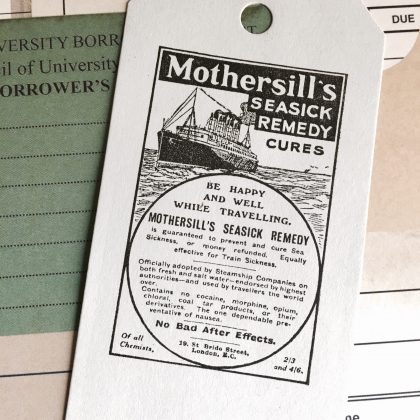 VERSITY BORRO
il of University
ORROWER'S
DUE
Mothersill's
SEASICK
REMEDY
CURES
BE HAPPY
AND WELL
WHILE TRAVELLING.
MOTHERSILL'S SEASICK REMEDY
is guaranteed to prevent and cure Sea
Sickness, or money refunded. Equally
effective for Train Sickness.
Officially adopted by Steamship Companies on
both fresh and salt water—endorsed by highest
authorities—and used by travellers the world
over.
Contains no cocaine, morphine, opium,
chloral, coal tar products, or their
derivatives. The one dependable pre-
ventative of nausea.
No Bad After Effects.
Of all
Chemists,
19, St Bride Street,
London, E.C.
2/3
and 4/6.
ne